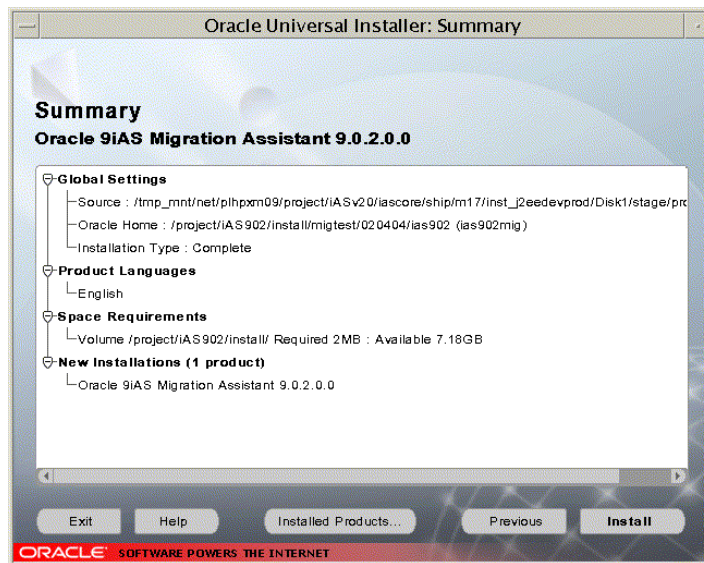 Oracle Universal Installer: Summary
Summary
Oracle 9iAS Migration Assistant 9.0.2.0.0
Global Settings
Source : /tmp_mnt/net/plhpxm09/project/iASv20/iascore/ship/m17/inst_j2eedevprod/Disk1/stage/prc
Oracle Home : /project/iAS902/install/migtest/020404/ias902 (ias902mig)
Installation Type : Complete
Product Languages
English
Space Requirements
Volume /project/iAS902/install/ Required 2MB : Available 7.18GB
New Installations (1 product)
Oracle 9iAS Migration Assistant 9.0.2.0.0
Exit Help Installed Products... Previous Install
ORACLE SOFTWARE POWERS THE INTERNET